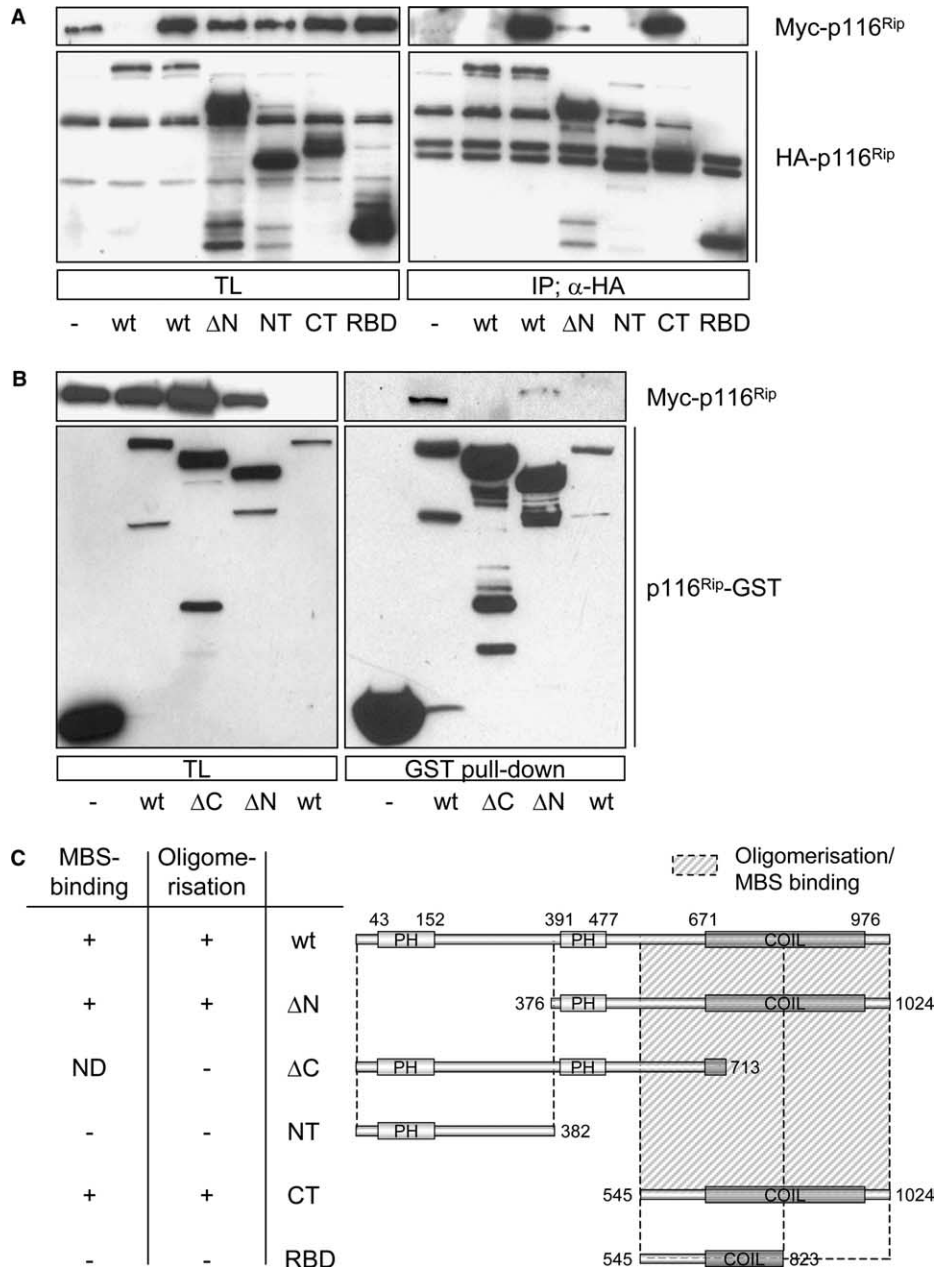 A
Myc-p116Rip
HA-p116Rip
TL
IP; α-HA
- wt wt ΔN NT CT RBD
- wt wt ΔN NT CT RBD
B
Myc-p116Rip
p116Rip-GST
TL
GST pull-down
- wt ΔC ΔN wt
- wt ΔC ΔN wt
C
MBS-
binding
Oligome-
risation
Oligomerisation/
MBS binding
43 152 391 477 671 976
+ + wt PH PH COIL
+ + ΔN 376 PH COIL 1024
ND - ΔC PH PH 713
- - NT PH 382
+ + CT 545 COIL 1024
- - RBD 545 COIL 823